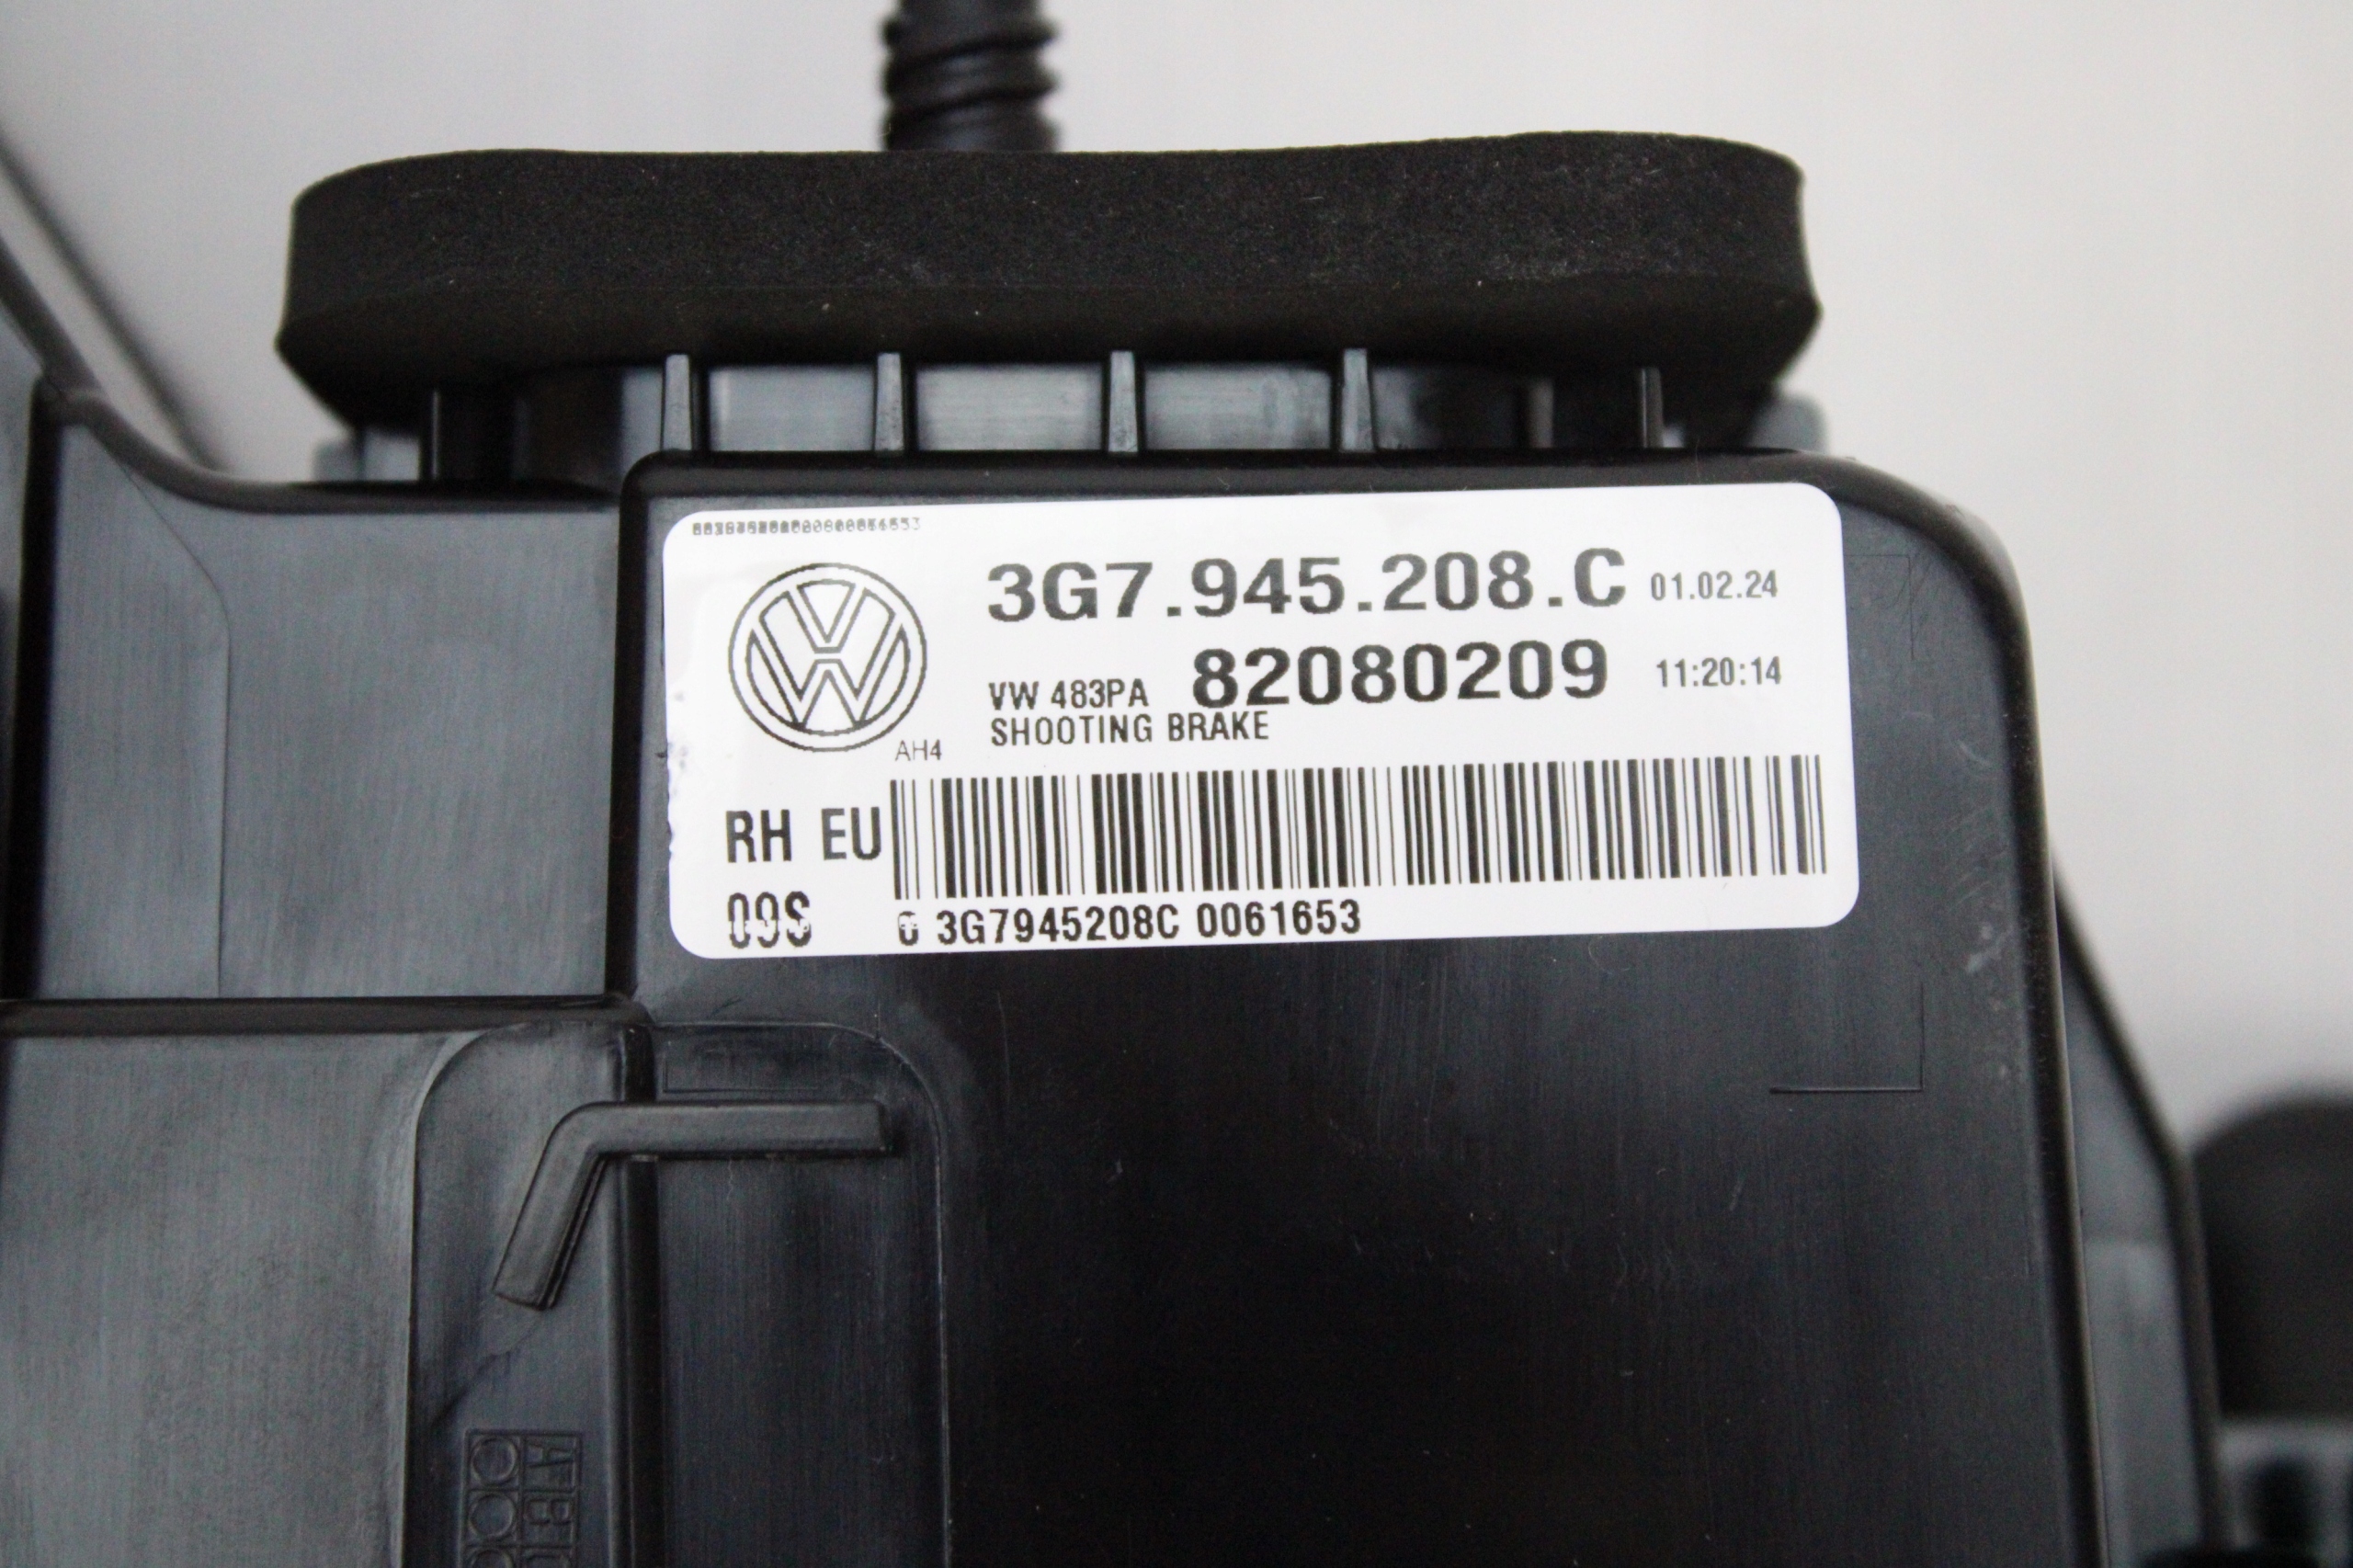 3G7.945.208.C 01.02.24
VW 483PA 82080209 11:20:14
SHOOTING BRAKE
AH4
RH EU
09S 3G7945208C 0061653